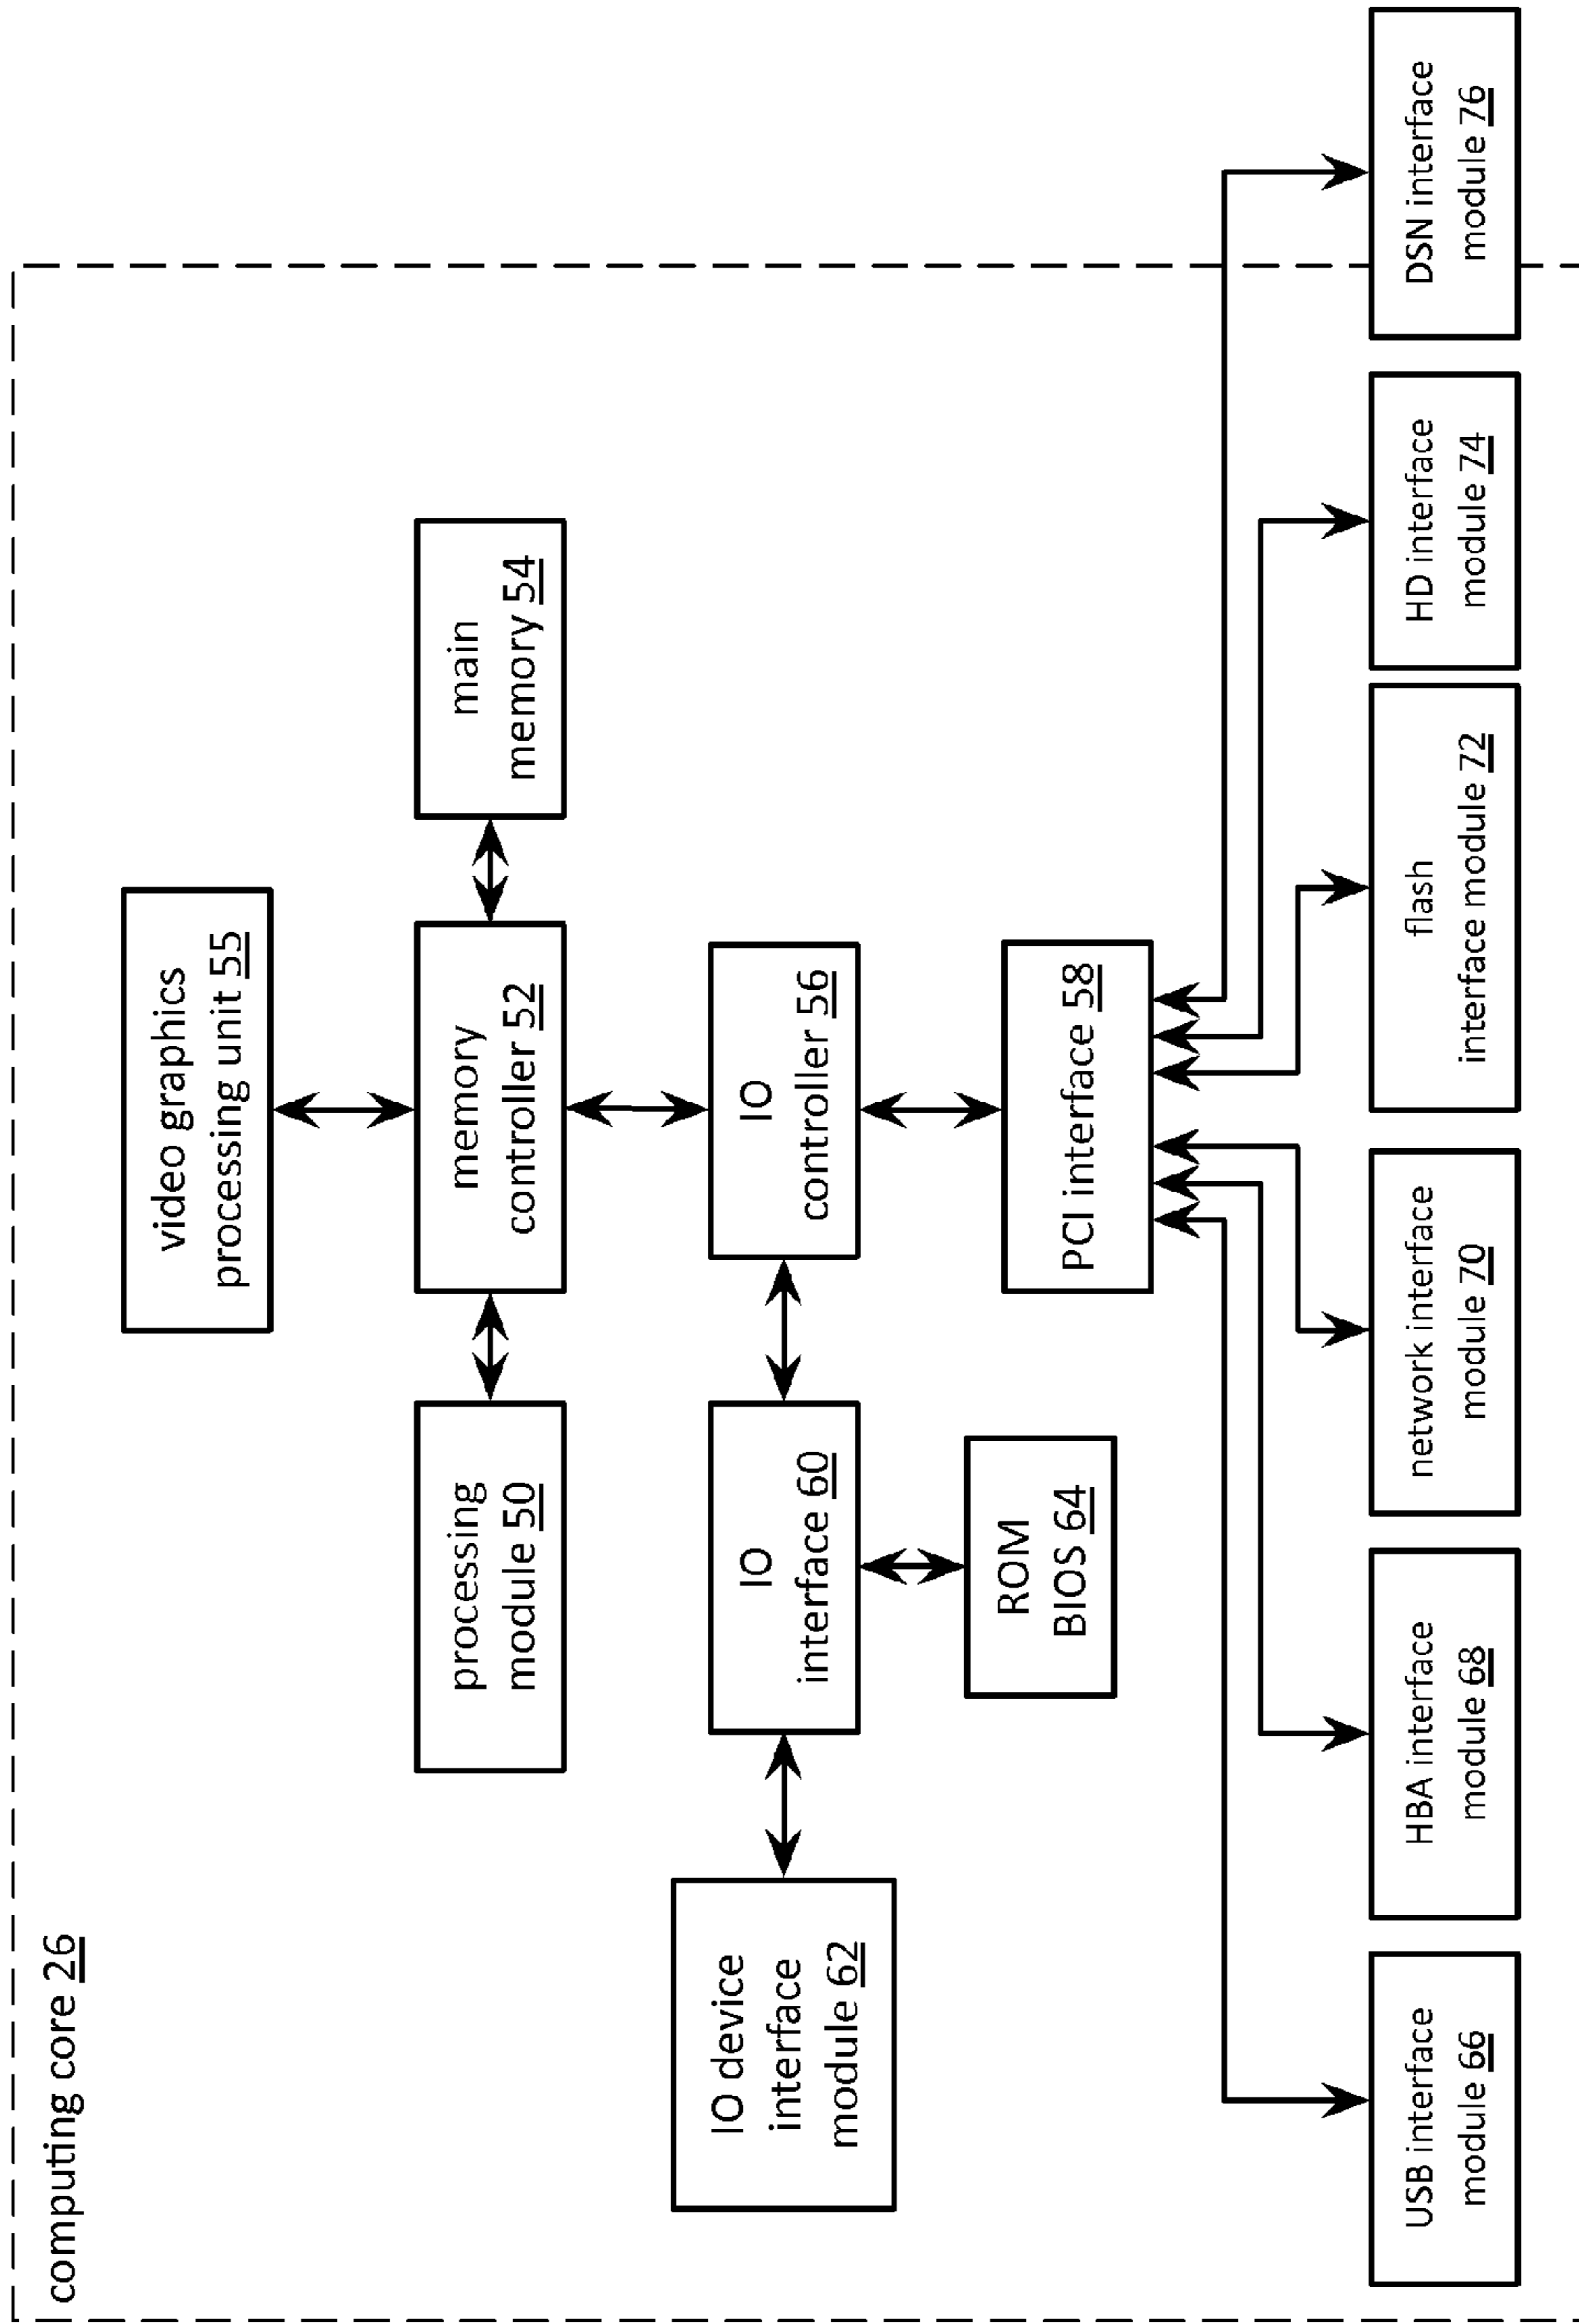 computing core 26
video graphics
processing unit 55
processing
module 50
memory
controller 52
main
memory 54
IO device
interface
module 62
IO
interface 60
IO
controller 56
ROM
BIOS 64
PCI interface 58
USB interface
module 66
HBA interface
module 68
network interface
module 70
flash
interface module 72
HD interface
module 74
DSN interface
module 76